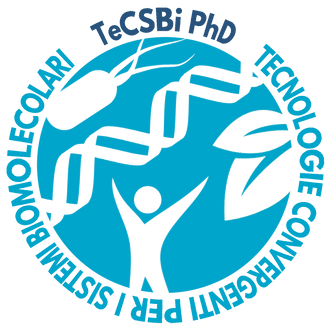 TeCSBi PhD
TECNOLOGIE CONVERGENTI PER I SISTEMI BIOMOLECOLARI